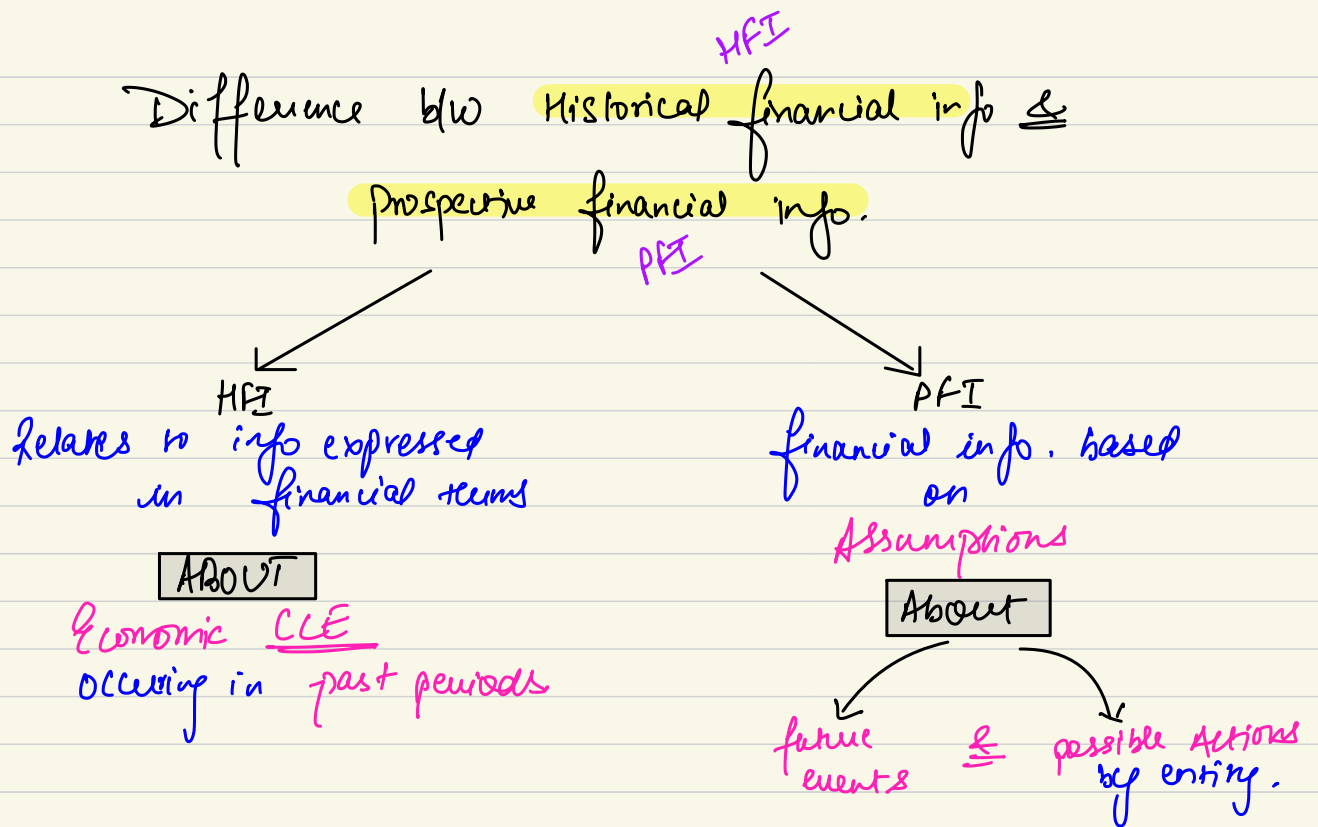 HFI
Difference b/w Historical financial info &
Prospective financial info.
PFI
HFI
Relates to info expressed
in financial terms
ABOUT
Economic CCE
occuring in past periods
PFI
financial info. based
on
Assumptions
About
future & possible Actions
events by entity.